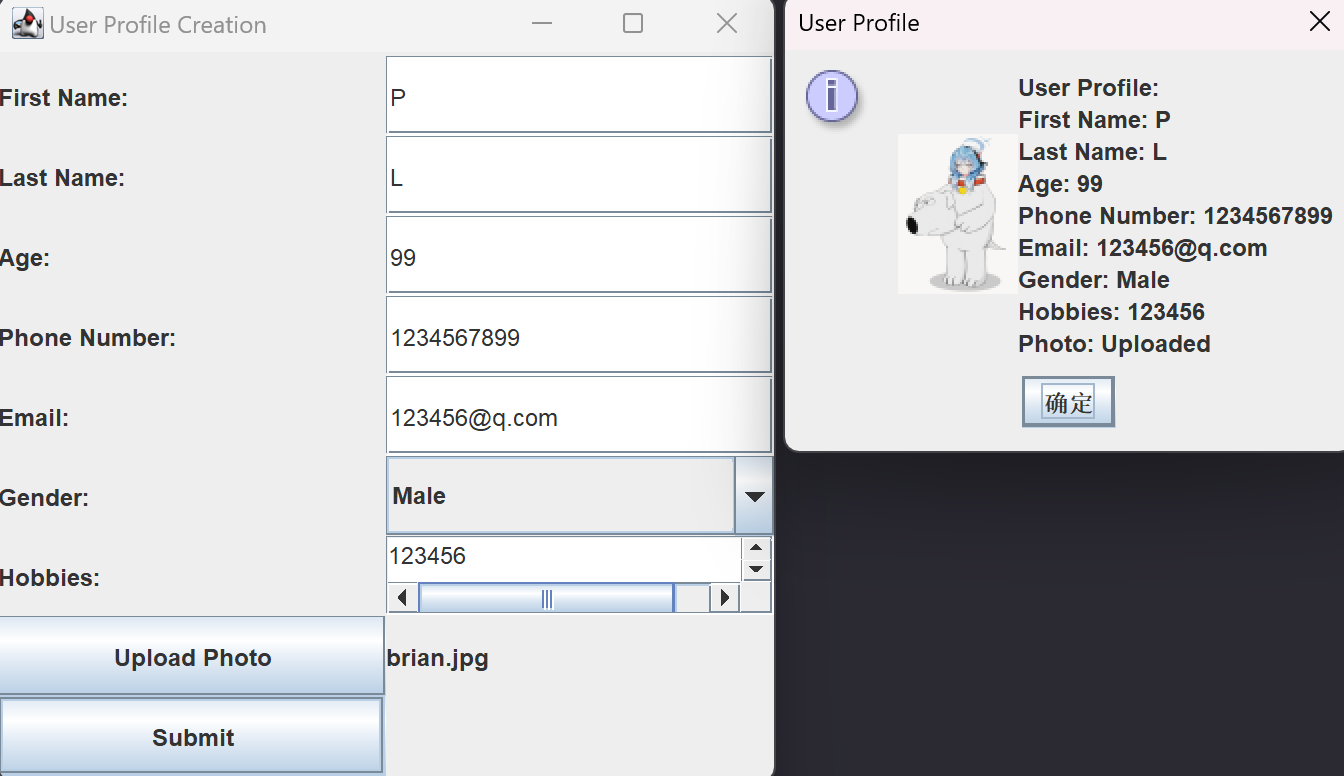 User Profile Creation
First Name:
P
Last Name:
L
Age:
99
Phone Number:
1234567899
Email:
123456@q.com
Gender:
Male
Hobbies:
123456
Upload Photo
brian.jpg
Submit
User Profile
User Profile:
First Name: P
Last Name: L
Age: 99
Phone Number: 1234567899
Email: 123456@q.com
Gender: Male
Hobbies: 123456
Photo: Uploaded
确定